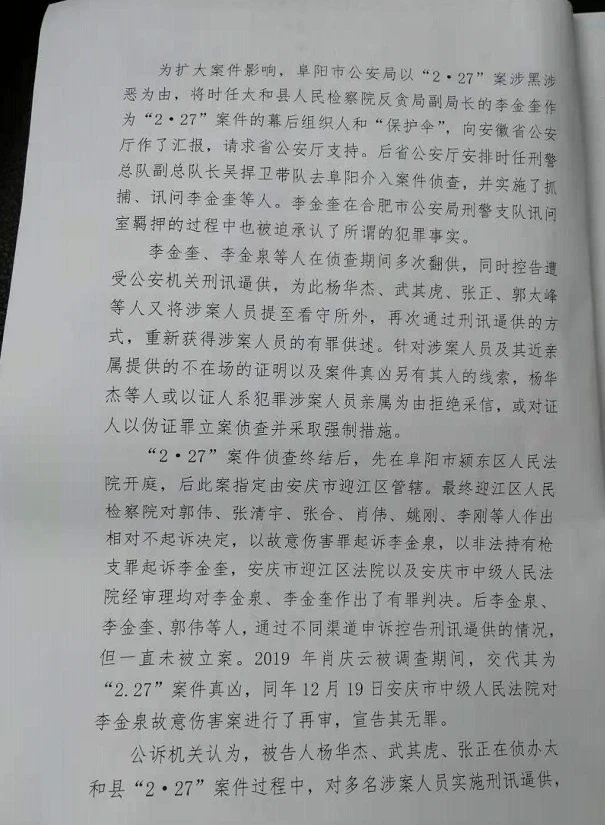 为扩大案件影响，阜阳市公安局以“2·27”案涉黑涉
恶为由，将时任太和县人民检察院反贪局副局长的李金奎作
为“2·27”案件的幕后组织人和“保护伞”，向安徽省公安
厅作了汇报，请求省公安厅支持。后省公安厅安排时任刑警
总队副总队长吴捍卫带队去阜阳介入案件侦查，并实施了抓
捕、讯问李金奎等人。李金奎在合肥市公安局刑警支队讯问
室羁押的过程中也被迫承认了所谓的犯罪事实。
李金奎、李金泉等人在侦查期间多次翻供，同时控告遭
受公安机关刑讯逼供，为此杨华杰、武其虎、张正、郭太峰
等人又将涉案人员提至看守所外，再次通过刑讯逼供的方
式，重新获得涉案人员的有罪供述。针对涉案人员及其近亲
属提供的不在场的证明以及案件真凶另有其人的线索，杨华
杰等人或以证人系犯罪涉案人员亲属为由拒绝采信，或对证
人以伪证罪立案侦查并采取强制措施。
“2·27”案件侦查终结后，先在阜阳市颍东区人民法
院开庭，后此案指定由安庆市迎江区管辖。最终迎江区人民
检察院对郭伟、张清宇、张合、肖伟、姚刚、李刚等人作出
相对不起诉决定，以故意伤害罪起诉李金泉，以非法持有枪
支罪起诉李金奎，安庆市迎江区法院以及安庆市中级人民法
院经审理均对李金泉、李金奎作出了有罪判决。后李金泉、
李金奎、郭伟等人，通过不同渠道申诉控告刑讯逼供的情况，
但一直未被立案。2019 年肖庆云被调查期间，交代其为
“2.27”案件真凶，同年 12 月 19 日安庆市中级人民法院对
李金泉故意伤害案进行了再审，宣告其无罪。
公诉机关认为，被告人杨华杰、武其虎、张正在侦办太
和县“2·27”案件过程中，对多名涉案人员实施刑讯逼供，